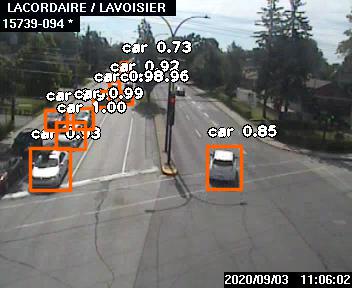 LACORDAIRE / LAVOISIER
15739-094 *
car 0.73
car 0.92
car 0.99
car 1.00
car 0.85
2020/09/03 11:06:02